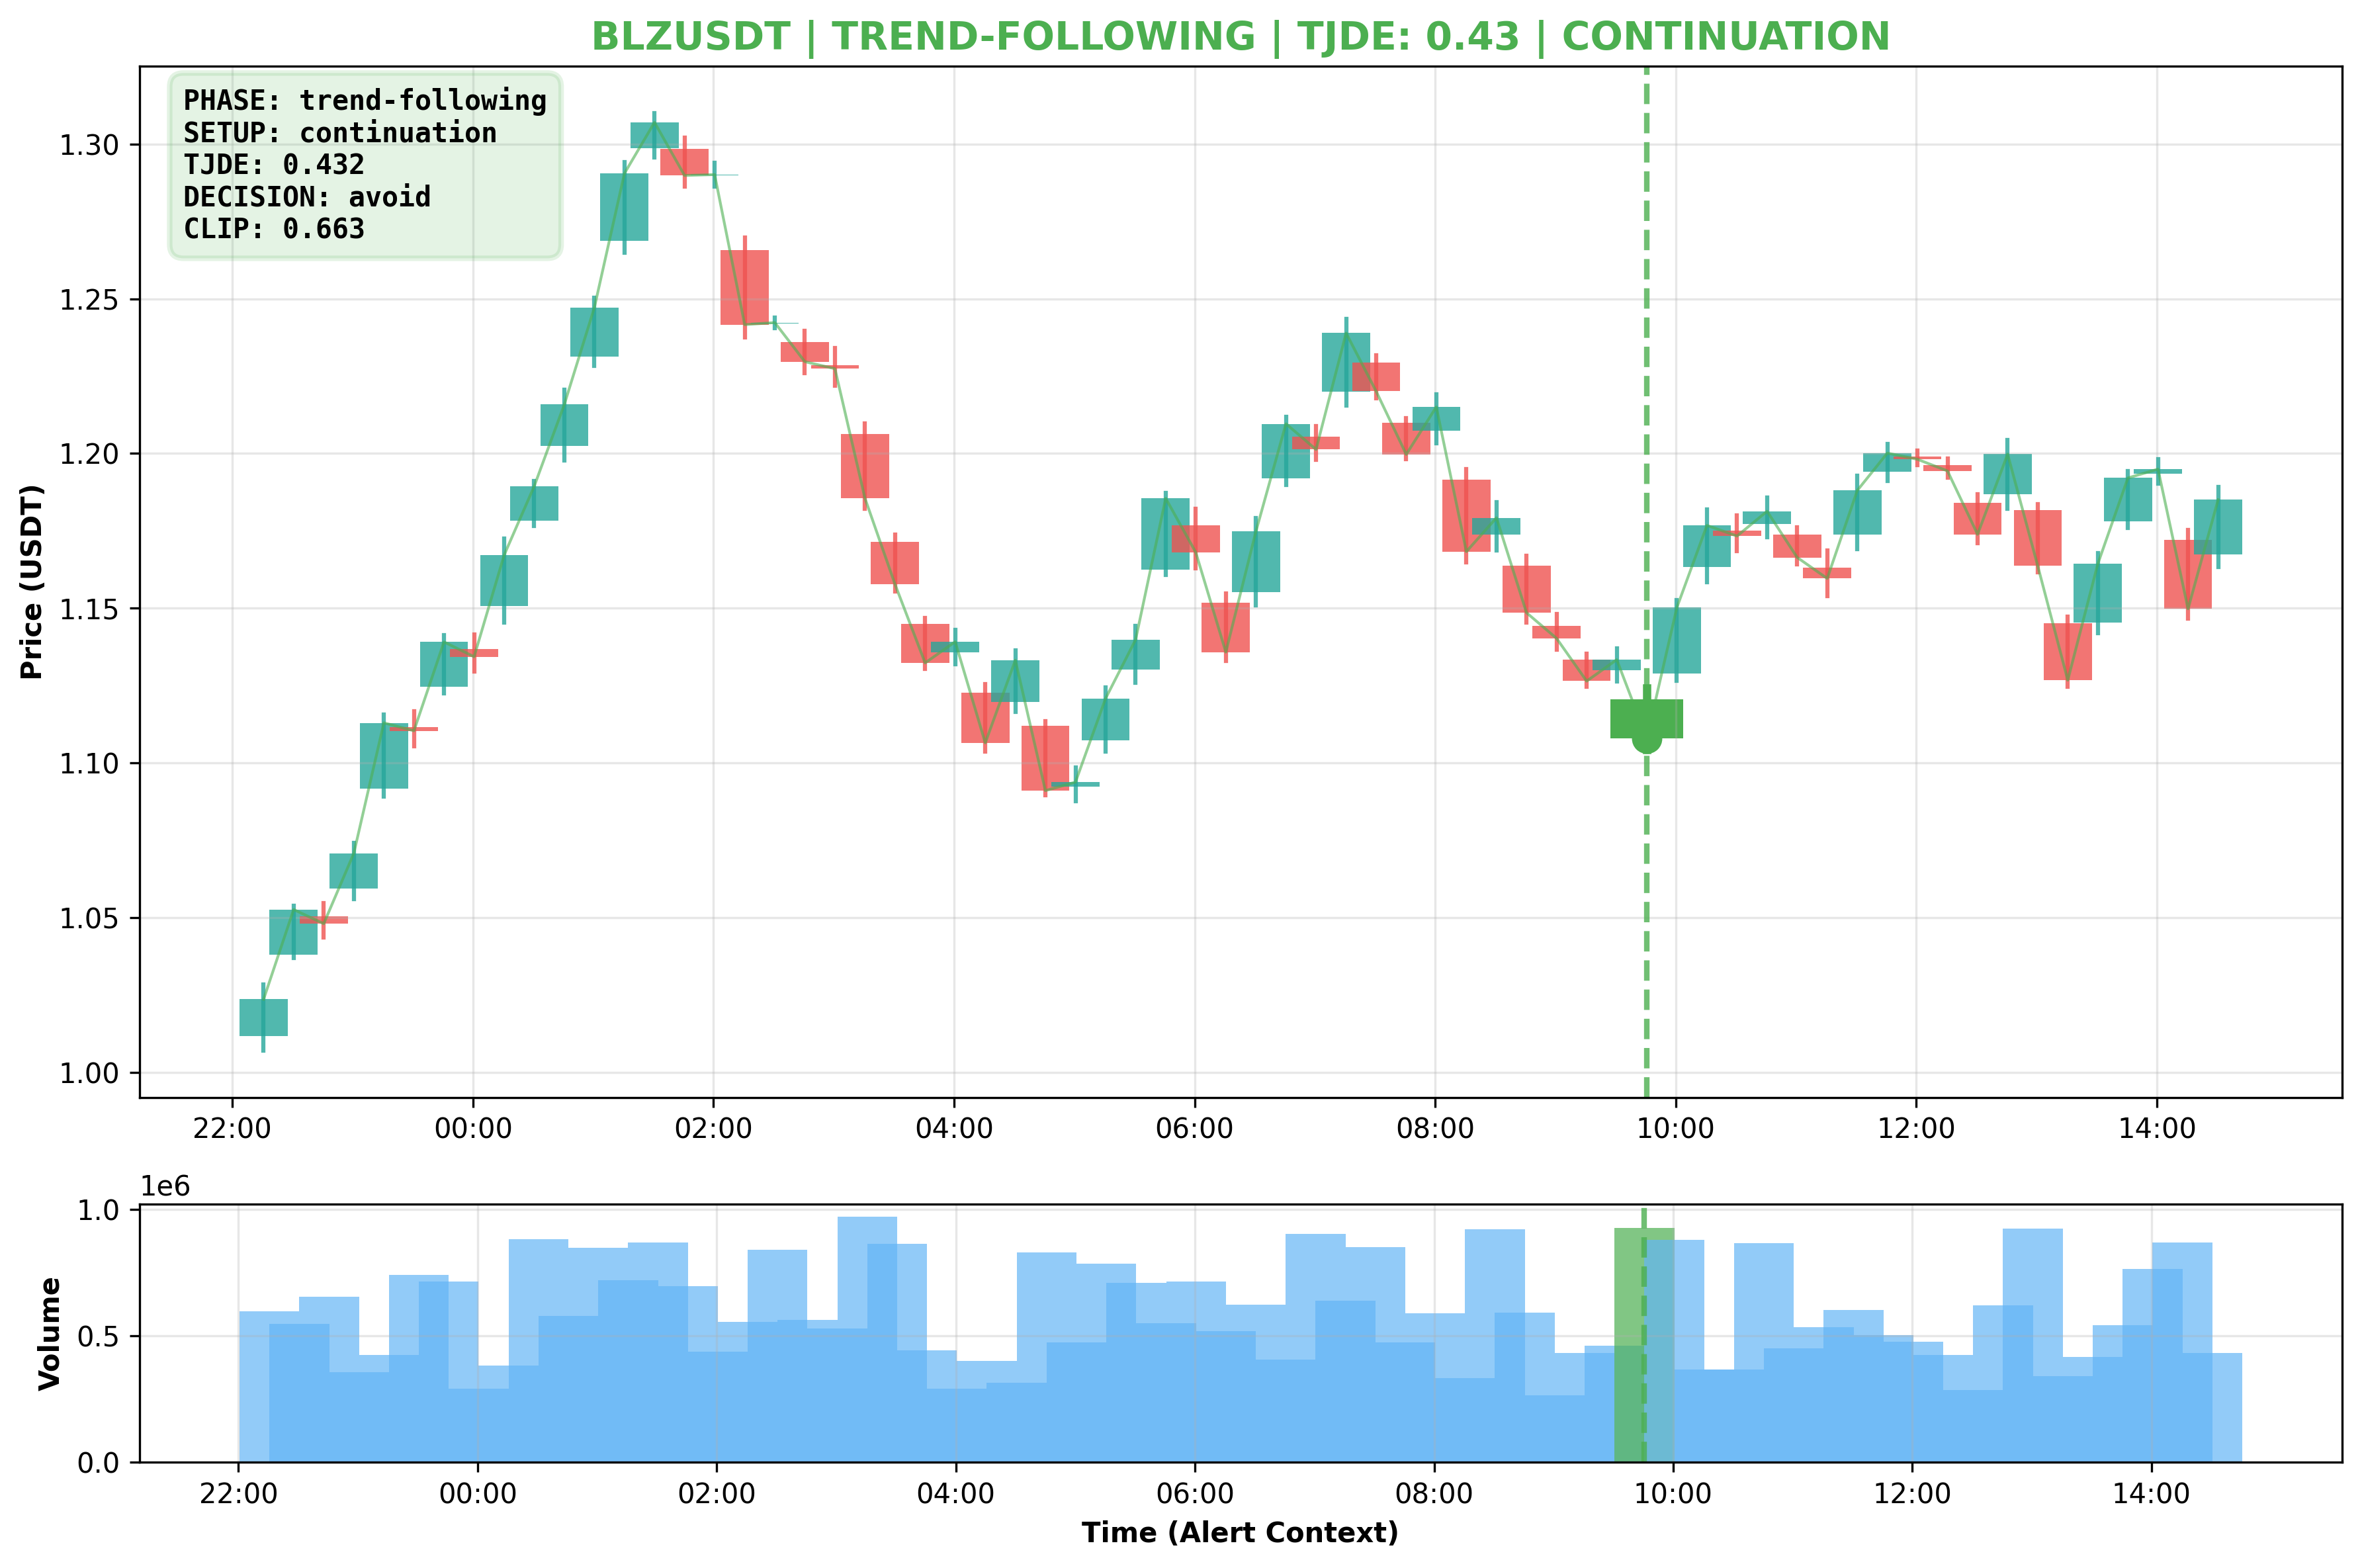 BLZUSDT | TREND-FOLLOWING | TJDE: 0.43 | CONTINUATION
PHASE: trend-following
SETUP: continuation
TJDE: 0.432
DECISION: avoid
CLIP: 0.663
Price (USDT)
1.30
1.25
1.20
1.15
1.10
1.05
1.00
22:00 00:00 02:00 04:00 06:00 08:00 10:00 12:00 14:00
1e6
Volume
1.0
0.5
0.0
22:00 00:00 02:00 04:00 06:00 08:00 10:00 12:00 14:00
Time (Alert Context)